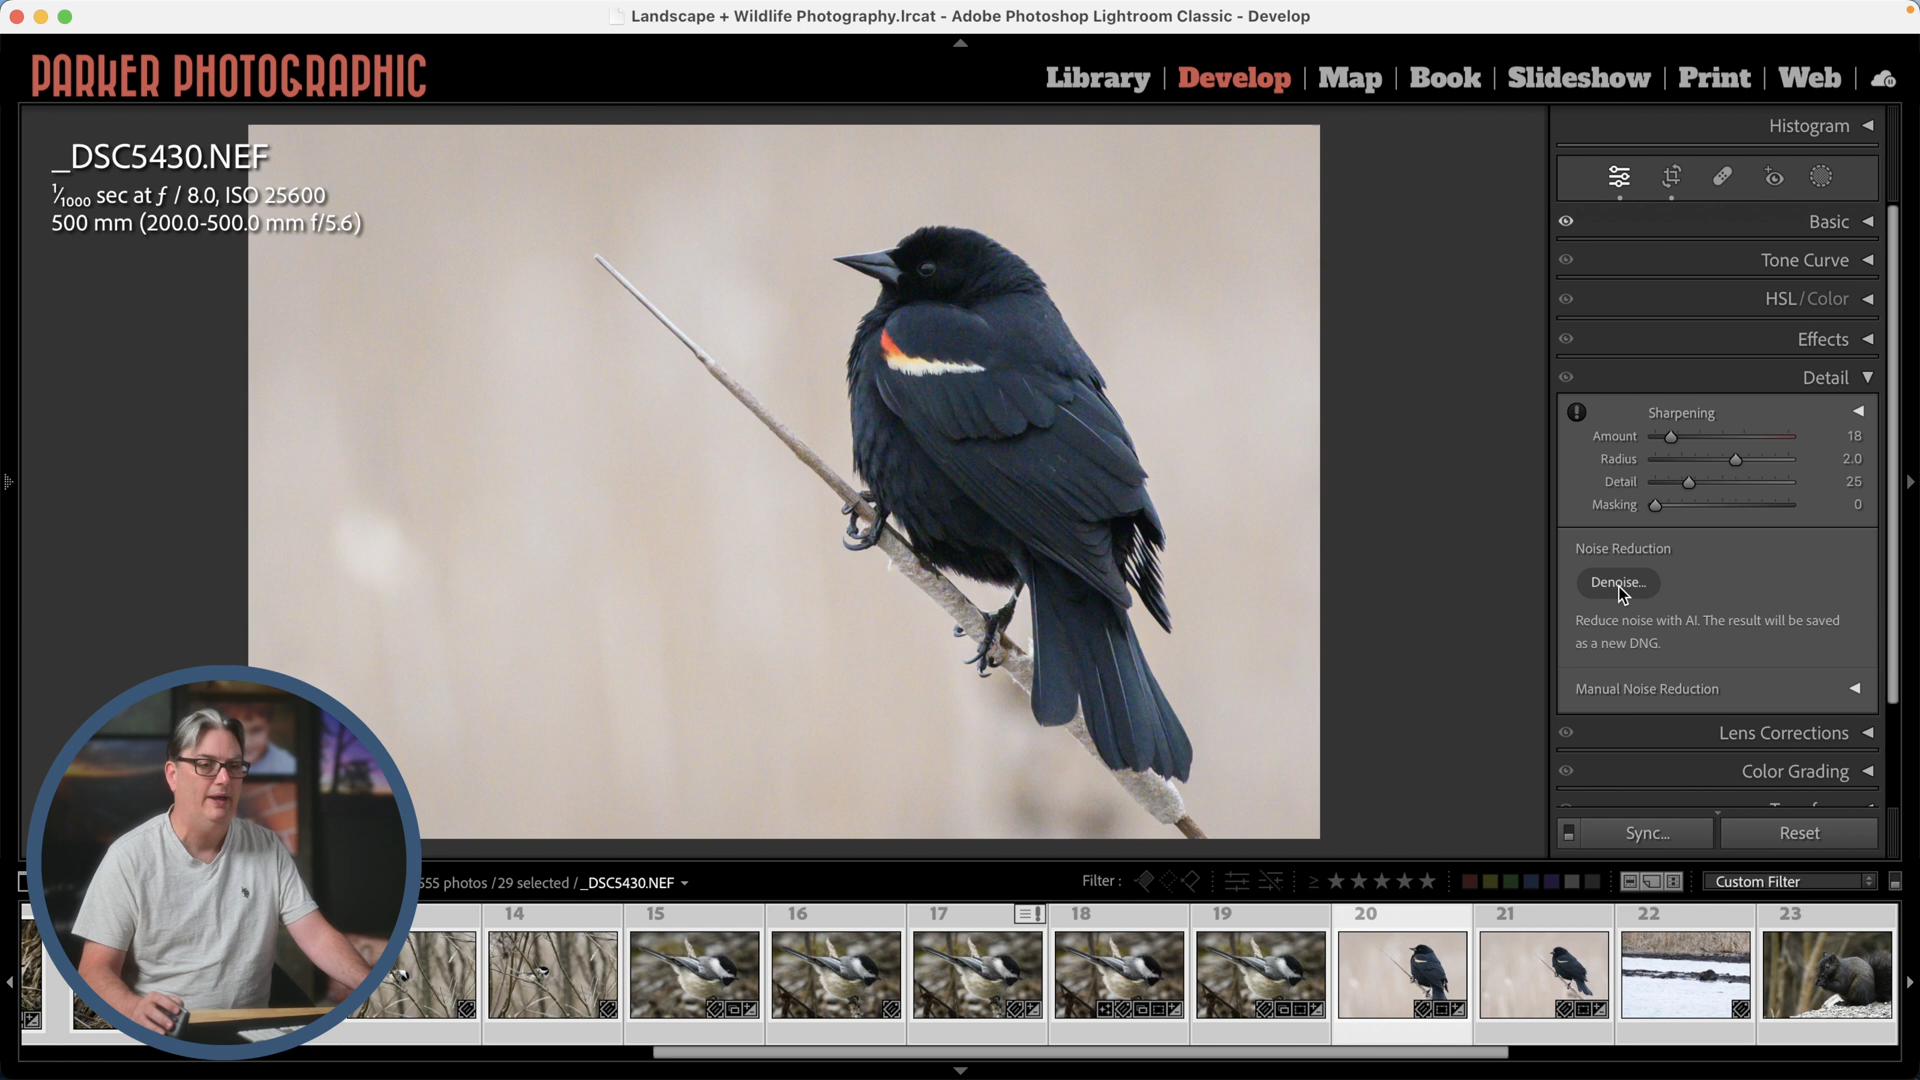 Landscape + Wildlife Photography.lrcat - Adobe Photoshop Lightroom Classic - Develop
PARKER PHOTOGRAPHIC
Library | Develop | Map | Book | Slideshow | Print | Web |
_DSC5430.NEF
1/1000 sec at ƒ / 8.0, ISO 25600
500 mm (200.0-500.0 mm f/5.6)
Histogram
Basic
Tone Curve
HSL / Color
Effects
Detail
Sharpening
Amount 18
Radius 2.0
Detail 25
Masking 0
Noise Reduction
Denoise...
Reduce noise with AI. The result will be saved
as a new DNG.
Manual Noise Reduction
Lens Corrections
Color Grading
Sync...
Reset
555 photos / 29 selected / _DSC5430.NEF
Filter :
≥ ★ ★ ★ ★ ★
Custom Filter
14 15 16 17 18 19 20 21 22 23